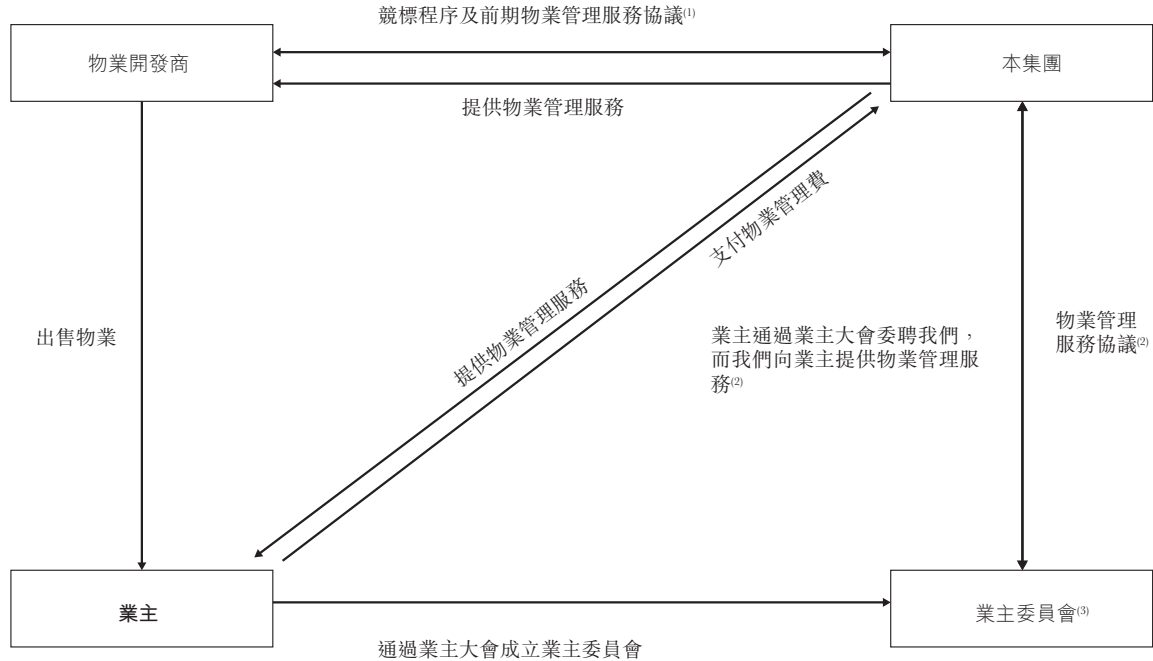 競標程序及前期物業管理服務協議(1)
物業開發商
本集團
提供物業管理服務
支付物業管理費
提供物業管理服務
出售物業
業主通過業主大會委聘我們，
而我們向業主提供物業管理服
務(2)
物業管理
服務協議(2)
業主
業主委員會(3)
通過業主大會成立業主委員會